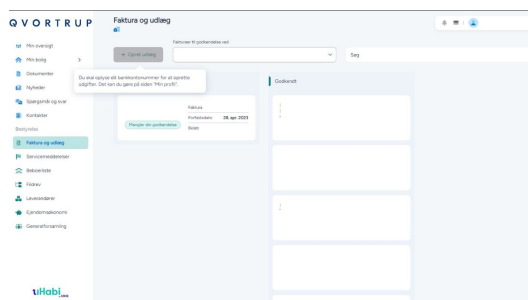 QVORTRUP
Faktura og udlæg
Min oversigt
Min bolig
Dokumenter
Nyheder
Spørgsmål og svar
Kontakter
Bestyrelse
Faktura og udlæg
Servicemeddelelser
Beboerliste
Fildrev
Leverandører
Ejendomsøkonomi
Generalforsamling
uHabi.ORG
+ Opret udlæg
Fakturaer til godkendelse ved
Søg
Du skal oplyse dit bankkontonummer for at oprette
udgifter. Det kan du gøre på siden "Min profil".
Faktura
Forfaldsdato 28. apr. 2023
Mangler din godkendelse
Beløb
Godkendt